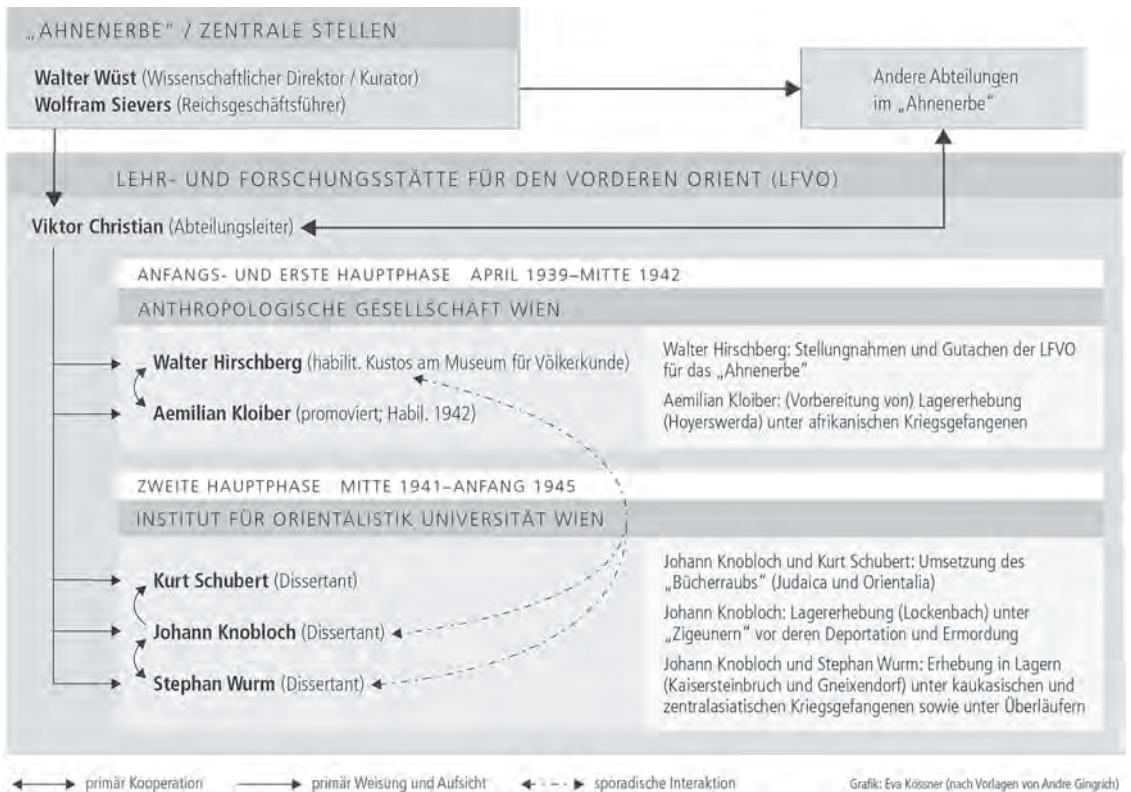 „AHNENERBE" / ZENTRALE STELLEN
Walter Wüst (Wissenschaftlicher Direktor / Kurator)
Wolfram Sievers (Reichsgeschäftsführer)
Andere Abteilungen
im „Ahnenerbe"
LEHR- UND FORSCHUNGSSTÄTTE FÜR DEN VORDEREN ORIENT (LFVO)
Viktor Christian (Abteilungsleiter)
ANFANGS- UND ERSTE HAUPTPHASE APRIL 1939–MITTE 1942
ANTHROPOLOGISCHE GESELLSCHAFT WIEN
Walter Hirschberg (habilit. Kustos am Museum für Völkerkunde)
Aemilian Kloiber (promoviert; Habil. 1942)
Walter Hirschberg: Stellungnahmen und Gutachen der LFVO
für das „Ahnenerbe"
Aemilian Kloiber: (Vorbereitung von) Lagererhebung
(Hoyerswerda) unter afrikanischen Kriegsgefangenen
ZWEITE HAUPTPHASE MITTE 1941–ANFANG 1945
INSTITUT FÜR ORIENTALISTIK UNIVERSITÄT WIEN
Kurt Schubert (Dissertant)
Johann Knobloch (Dissertant)
Stephan Wurm (Dissertant)
Johann Knobloch und Kurt Schubert: Umsetzung des
„Bücherraubs" (Judaica und Orientalia)
Johann Knobloch: Lagererhebung (Lockenbach) unter
„Zigeunern" vor deren Deportation und Ermordung
Johann Knobloch und Stephan Wurm: Erhebung in Lagern
(Kaisersteinbruch und Gneixendorf) unter kaukasischen und
zentralasiatischen Kriegsgefangenen sowie unter Überläufern
primär Kooperation primär Weisung und Aufsicht sporadische Interaktion Grafik: Eva Kössner (nach Vorlagen von Andre Gingrich)